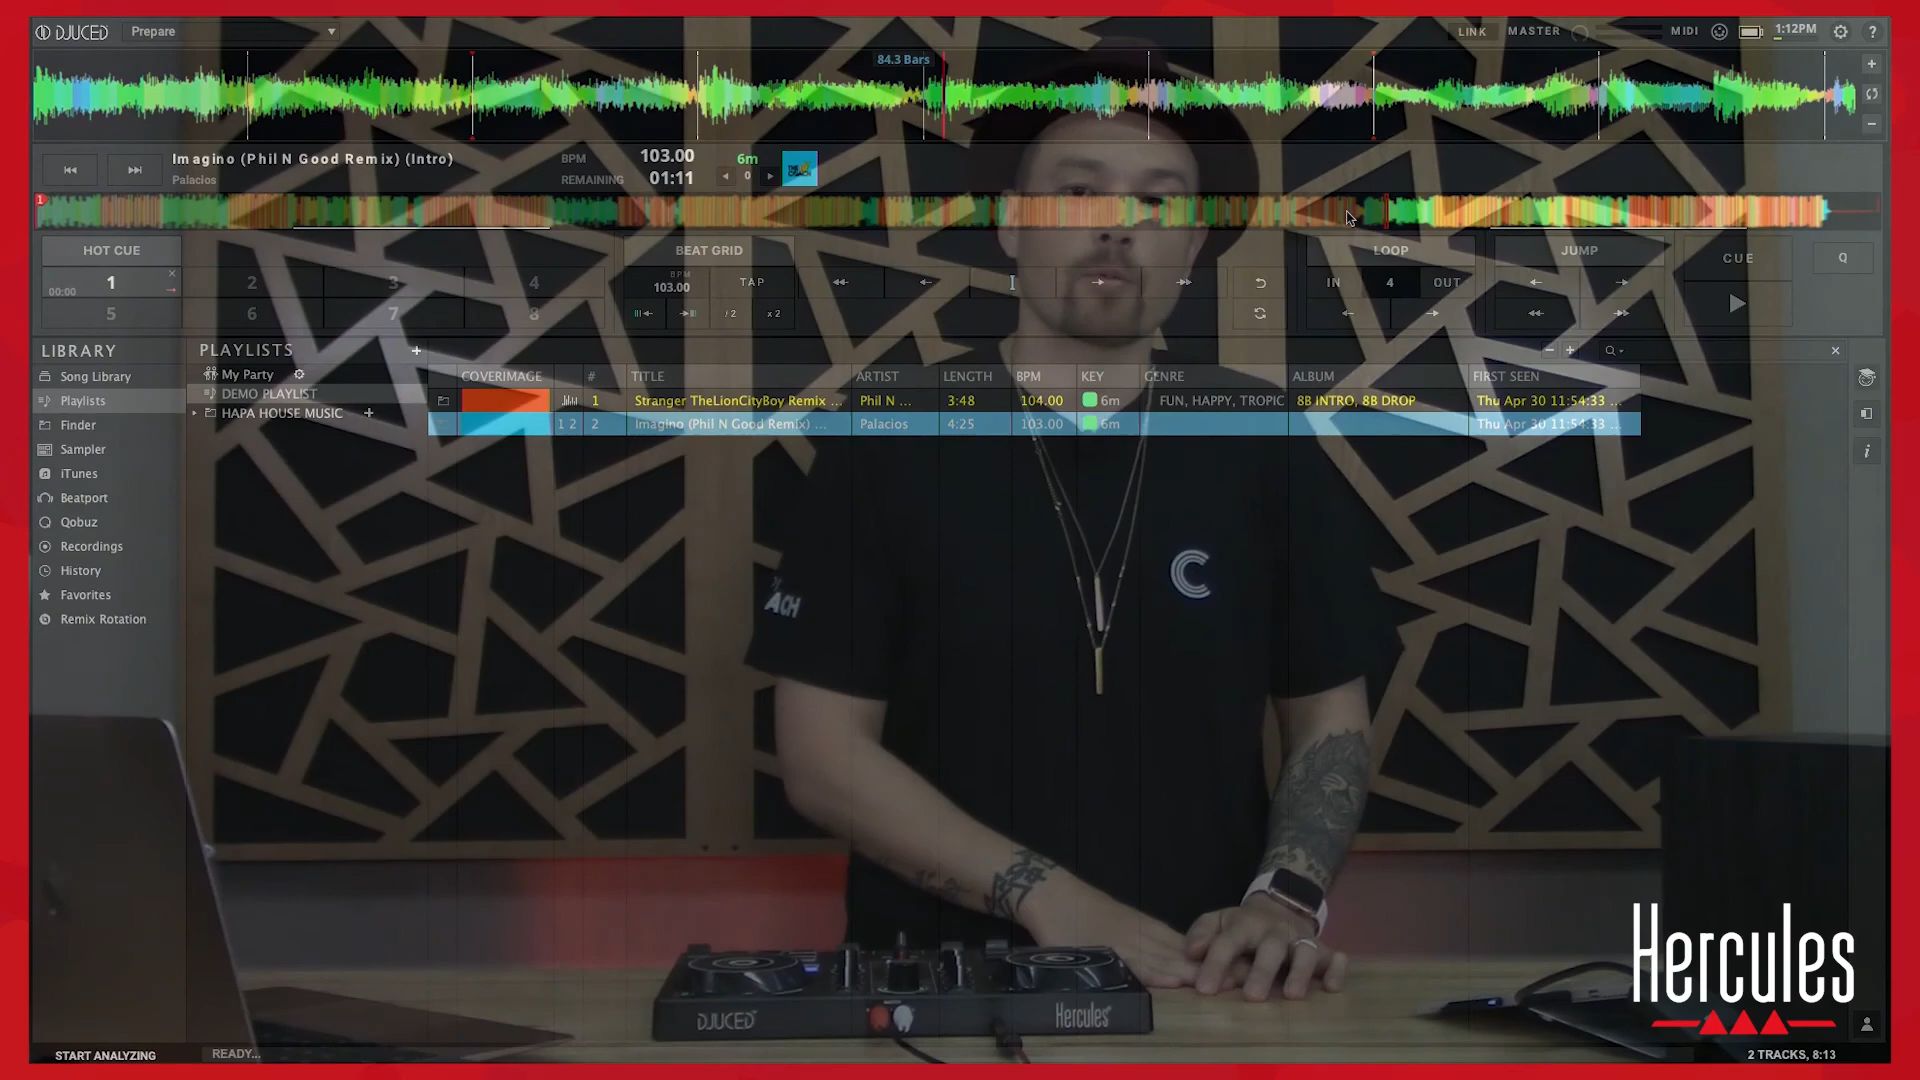 DJUCED Prepare LINK MASTER MIDI 1:12PM ?
84.3 Bars
Imagino (Phil N Good Remix) (Intro) BPM 103.00 6m
Palacios REMAINING 01:11 0
1
HOT CUE BEAT GRID LOOP JUMP CUE Q
1 2 3 4 BPM TAP IN 4 OUT
00:00 103.00
5 6 7 8 /2 x2
LIBRARY PLAYLISTS
Song Library My Party COVERIMAGE # TITLE ARTIST LENGTH BPM KEY GENRE ALBUM FIRST SEEN
Playlists DEMO PLAYLIST 1 Stranger TheLionCityBoy Remix ... Phil N ... 3:48 104.00 6m FUN, HAPPY, TROPIC 8B INTRO, 8B DROP Thu Apr 30 11:54:33 ...
HAPA HOUSE MUSIC 1 2 2 Imagino (Phil N Good Remix) ... Palacios 4:25 103.00 6m Thu Apr 30 11:54:33 ...
Finder
Sampler
iTunes
Beatport
Qobuz
Recordings
History
Favorites
Remix Rotation
C
ACH
Hercules
DJUCED Hercules
START ANALYZING READY... 2 TRACKS, 8:13